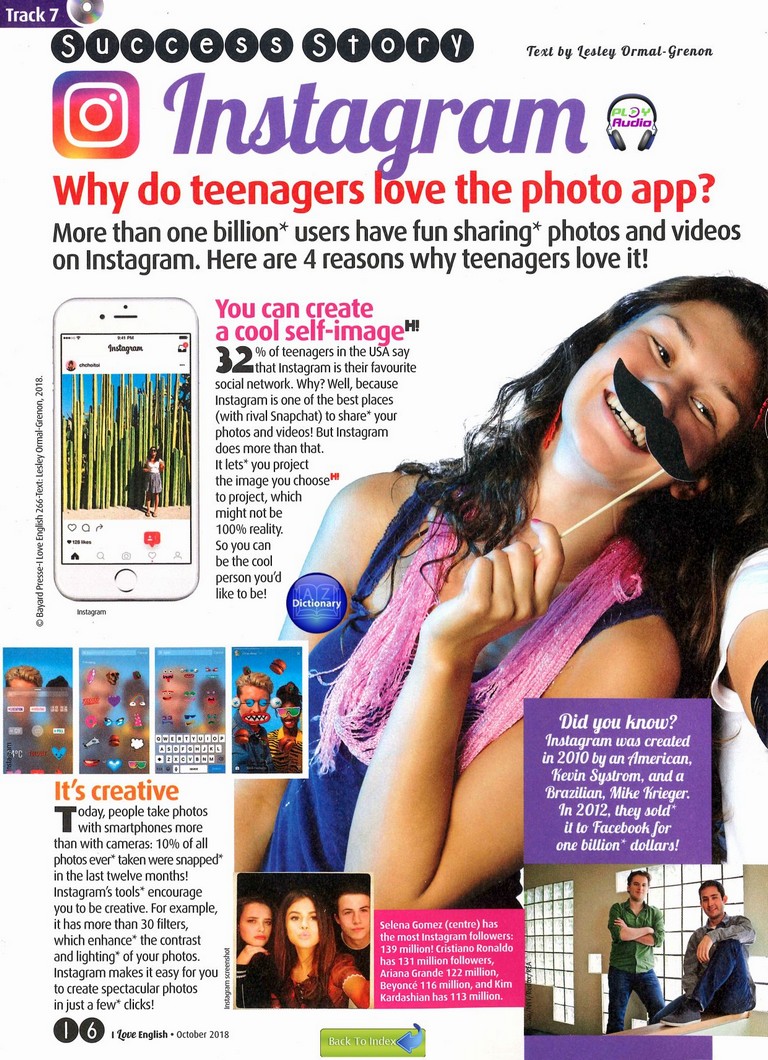 Track 7
Success Story
Text by Lesley Ormal-Grenon
Instagram
PLAY
Audio
Why do teenagers love the photo app?
More than one billion* users have fun sharing* photos and videos
on Instagram. Here are 4 reasons why teenagers love it!
© Bayard Presse-I Love English 266-Text: Lesley Ormal-Grenon, 2018.
9:41 PM
Instagram
chchoitoi
128 likes
Instagram
You can create
a cool self-image H!
32% of teenagers in the USA say
that Instagram is their favourite
social network. Why? Well, because
Instagram is one of the best places
(with rival Snapchat) to share* your
photos and videos! But Instagram
does more than that.
It lets* you project
the image you choose H!
to project, which
might not be
100% reality.
So you can
be the cool
person you’d
like to be!
AZ
Dictionary
Instagram
QWERTYUIOP
ASDFGHJKL
ZXCVBNM
It’s creative
Today, people take photos
with smartphones more
than with cameras: 10% of all
photos ever* taken were snapped*
in the last twelve months!
Instagram’s tools* encourage
you to be creative. For example,
it has more than 30 filters,
which enhance* the contrast
and lighting* of your photos.
Instagram makes it easy for you
to create spectacular photos
in just a few* clicks!
Instagram screenshot
Selena Gomez (centre) has
the most Instagram followers:
139 million! Cristiano Ronaldo
has 131 million followers,
Ariana Grande 122 million,
Beyoncé 116 million, and Kim
Kardashian has 113 million.
Did you know?
Instagram was created
in 2010 by an American,
Kevin Systrom, and a
Brazilian, Mike Krieger.
In 2012, they sold*
it to Facebook for
one billion* dollars!
16
I Love English • October 2018
Back To Index